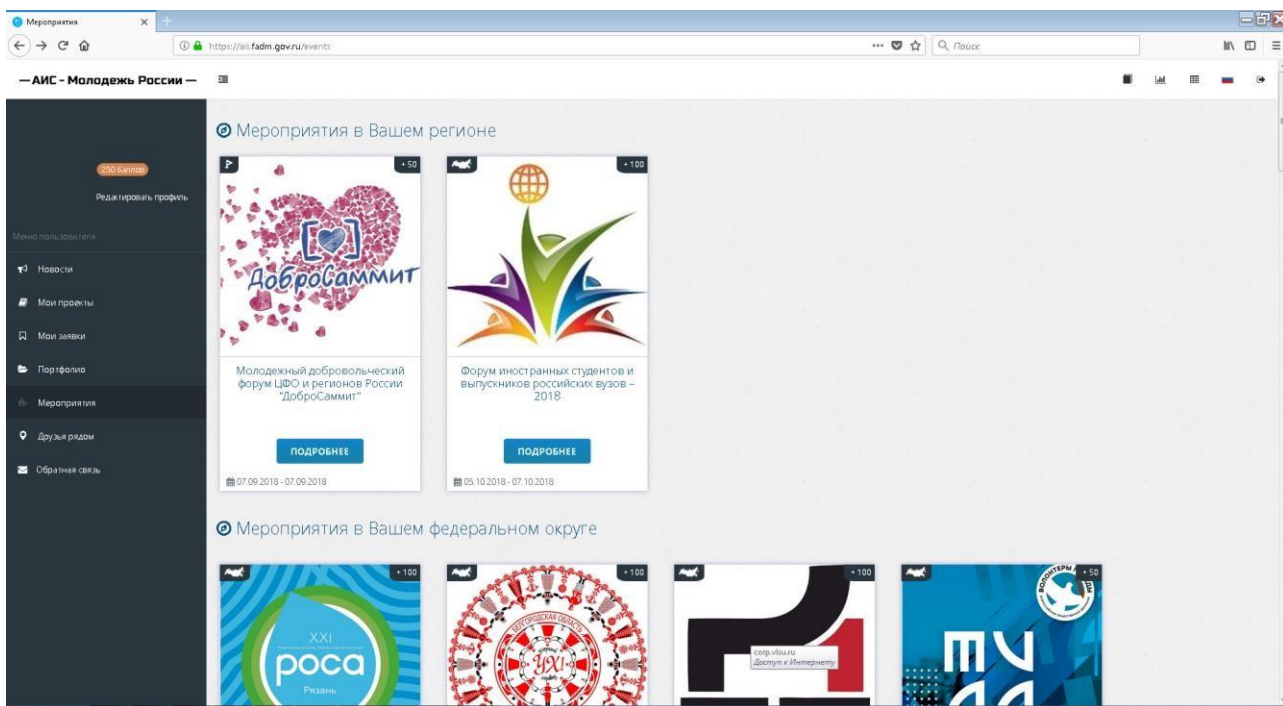 Мероприятия
https://ais.fadm.gov.ru/events
Поиск
— АИС - Молодежь России —
250 баллов
Редактировать профиль
Меню пользователя
Новости
Мои проекты
Мои заявки
Портфолио
Мероприятия
Друзья рядом
Обратная связь
Мероприятия в Вашем регионе
+ 50
+ 100
ДоброСаммит
Молодежный добровольческий
форум ЦФО и регионов России
"ДоброСаммит"
ПОДРОБНЕЕ
07.09.2018 - 07.09.2018
Форум иностранных студентов и
выпускников российских вузов –
2018
ПОДРОБНЕЕ
05.10.2018 - 07.10.2018
Мероприятия в Вашем федеральном округе
+ 100
+ 100
+ 100
+ 50
XXI
роса
Рязань
БЕЛГОРОДСКАЯ ОБЛАСТЬ
corp.vlsu.ru
Доступ к Интернету